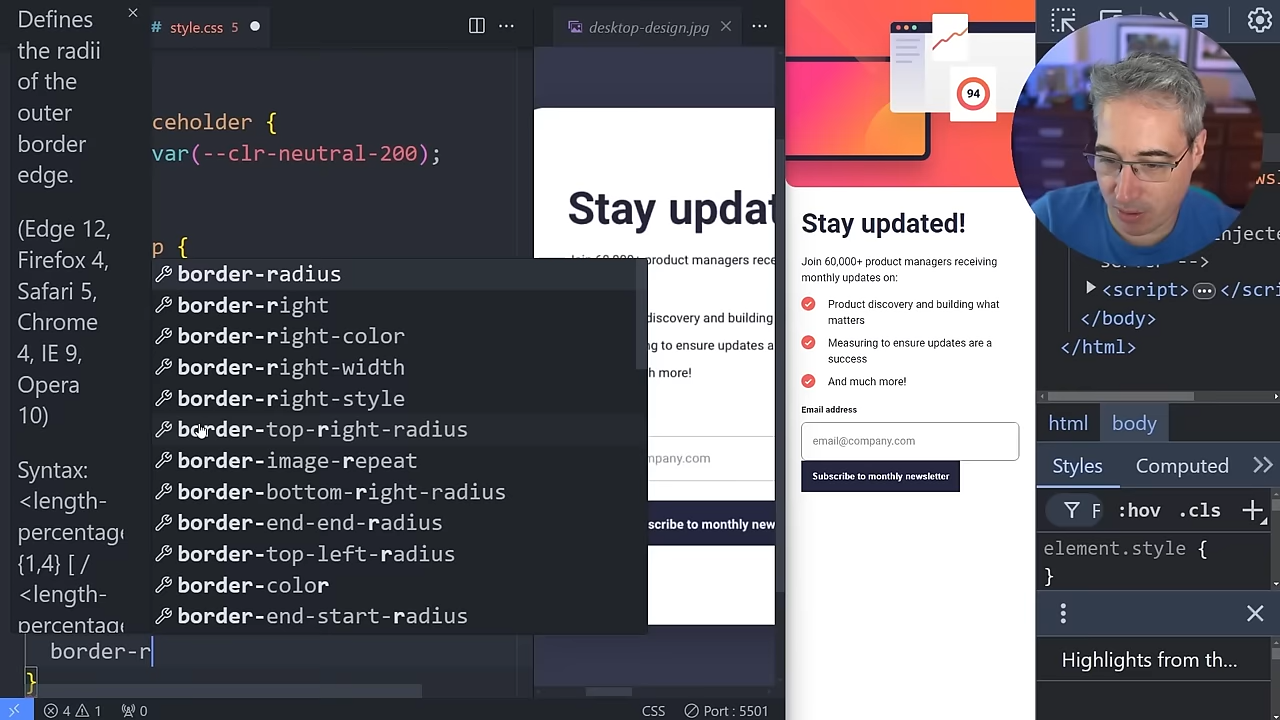 Defines
the radii
of the
outer
border
edge.
(Edge 12,
Firefox 4,
Safari 5,
Chrome
4, IE 9,
Opera
10)
Syntax:
<length-
percentage
{1,4} [ /
<length-
percentage
# style.css 5
ceholder {
var(--clr-neutral-200);
p {
border-radius
border-right
border-right-color
border-right-width
border-right-style
border-top-right-radius
border-image-repeat
border-bottom-right-radius
border-end-end-radius
border-top-left-radius
border-color
border-end-start-radius
border-r
}
4 1 0
CSS Port : 5501
desktop-design.jpg
Stay updat
product managers rece
discovery and building
ng to ensure updates a
h more!
mpany.com
scribe to monthly new
94
Stay updated!
Join 60,000+ product managers receiving
monthly updates on:
Product discovery and building what
matters
Measuring to ensure updates are a
success
And much more!
Email address
email@company.com
Subscribe to monthly newsletter
wsl
injecte
server -->
<script> ... </scri
</body>
</html>
html body
Styles Computed
F :hov .cls
element.style {
}
Highlights from th...